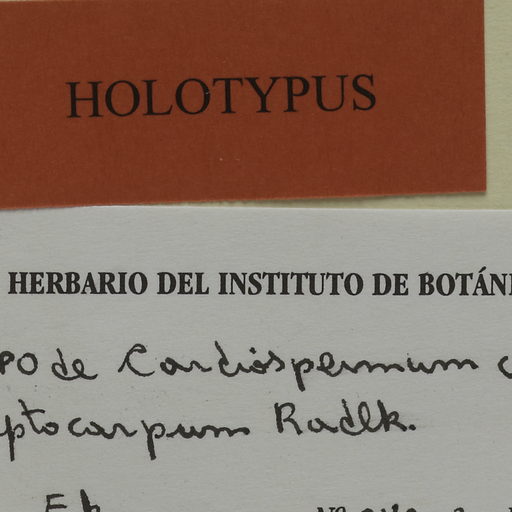 HOLOTYPUS
HERBARIO DEL INSTITUTO DE BOTÁN
PO de Cardiospermum c
ptocarpum Radlk.